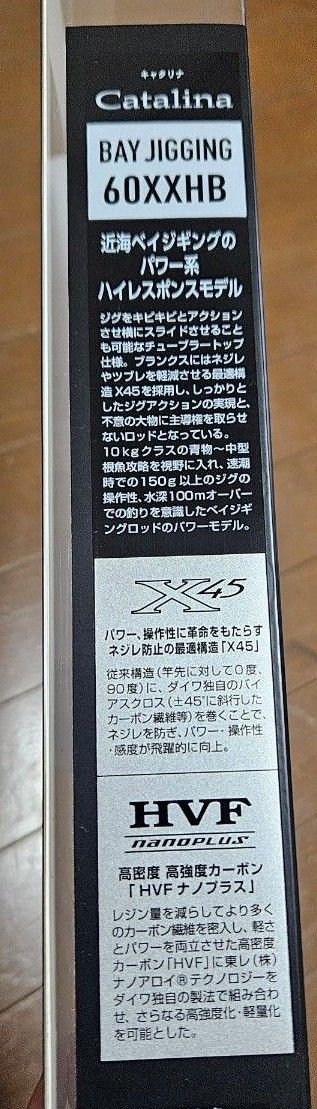 キャタリナ
Catalina
BAY JIGGING
60XXHB
近海ベイジギングの
パワー系
ハイレスポンスモデル
ジグをキビキビとアクション
させ横にスライドさせること
も可能なチューブラートップ
仕様。ブランクスにはネジレ
やツブレを軽減させる最適構
造X45を採用し、しっかりと
したジグアクションの実現と、
不意の大物に主導権を取らせ
ないロッドとなっている。
10kgクラスの青物～中型
根魚攻略を視野に入れ、速潮
時での150g以上のジグの
操作性、水深100mオーバー
での釣りを意識したベイジギ
ングロッドのパワーモデル。
X45
パワー、操作性に革命をもたらす
ネジレ防止の最適構造「X45」
従来構造(竿先に対して0度、
90度)に、ダイワ独自のバイ
アスクロス(±45°に斜行した
カーボン繊維等)を巻くことで、
ネジレを防ぎ、パワー・操作性
・感度が飛躍的に向上。
HVF
nanoplus
高密度 高強度カーボン
「HVFナノプラス」
レジン量を減らしてより多く
のカーボン繊維を密入し、軽さ
とパワーを両立させた高密度
カーボン「HVF」に東レ(株)
ナノアロイ®テクノロジーを
ダイワ独自の製法で組み合わ
せ、さらなる高強度化・軽量化
を可能とした。